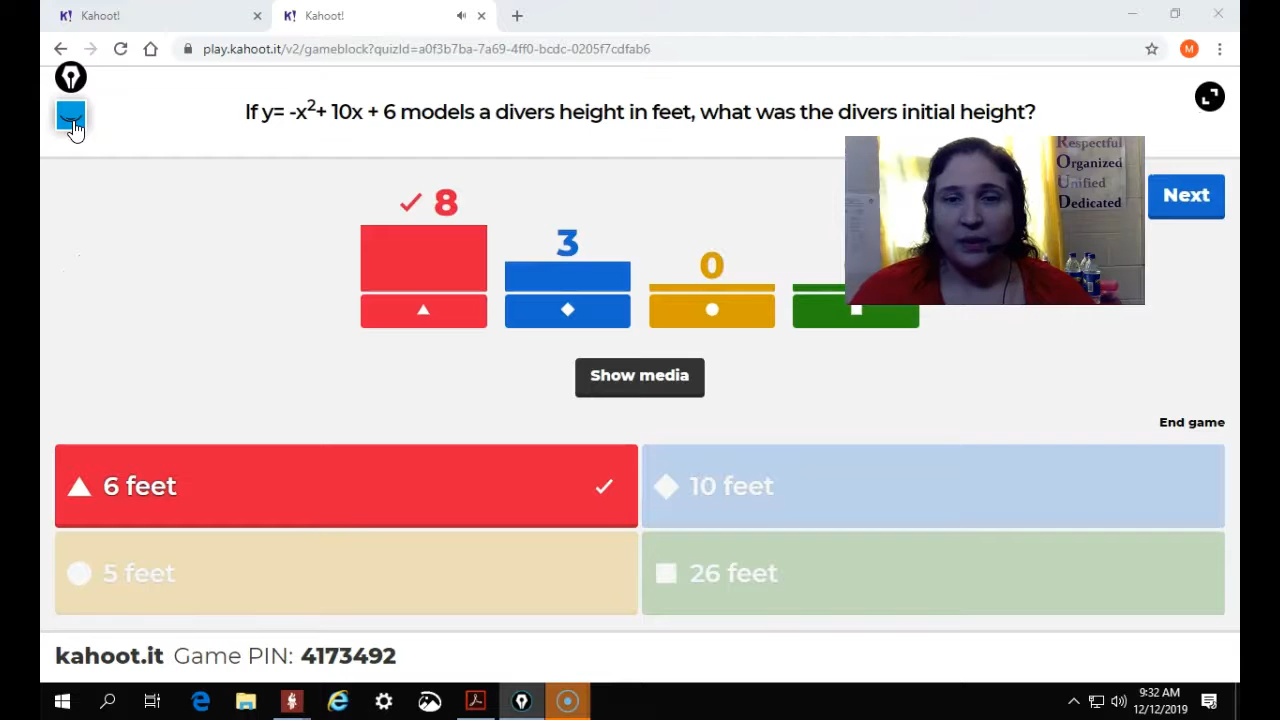 K! Kahoot!
K! Kahoot!
play.kahoot.it/v2/gameblock?quizId=a0f3b7ba-7a69-4ff0-bcdc-0205f7cdfab6
M
If y= -x²+ 10x + 6 models a divers height in feet, what was the divers initial height?
Respectful
Organized
Unified
Dedicated
Next
8
3
0
Show media
End game
6 feet
10 feet
5 feet
26 feet
kahoot.it Game PIN: 4173492
9:32 AM
12/12/2019